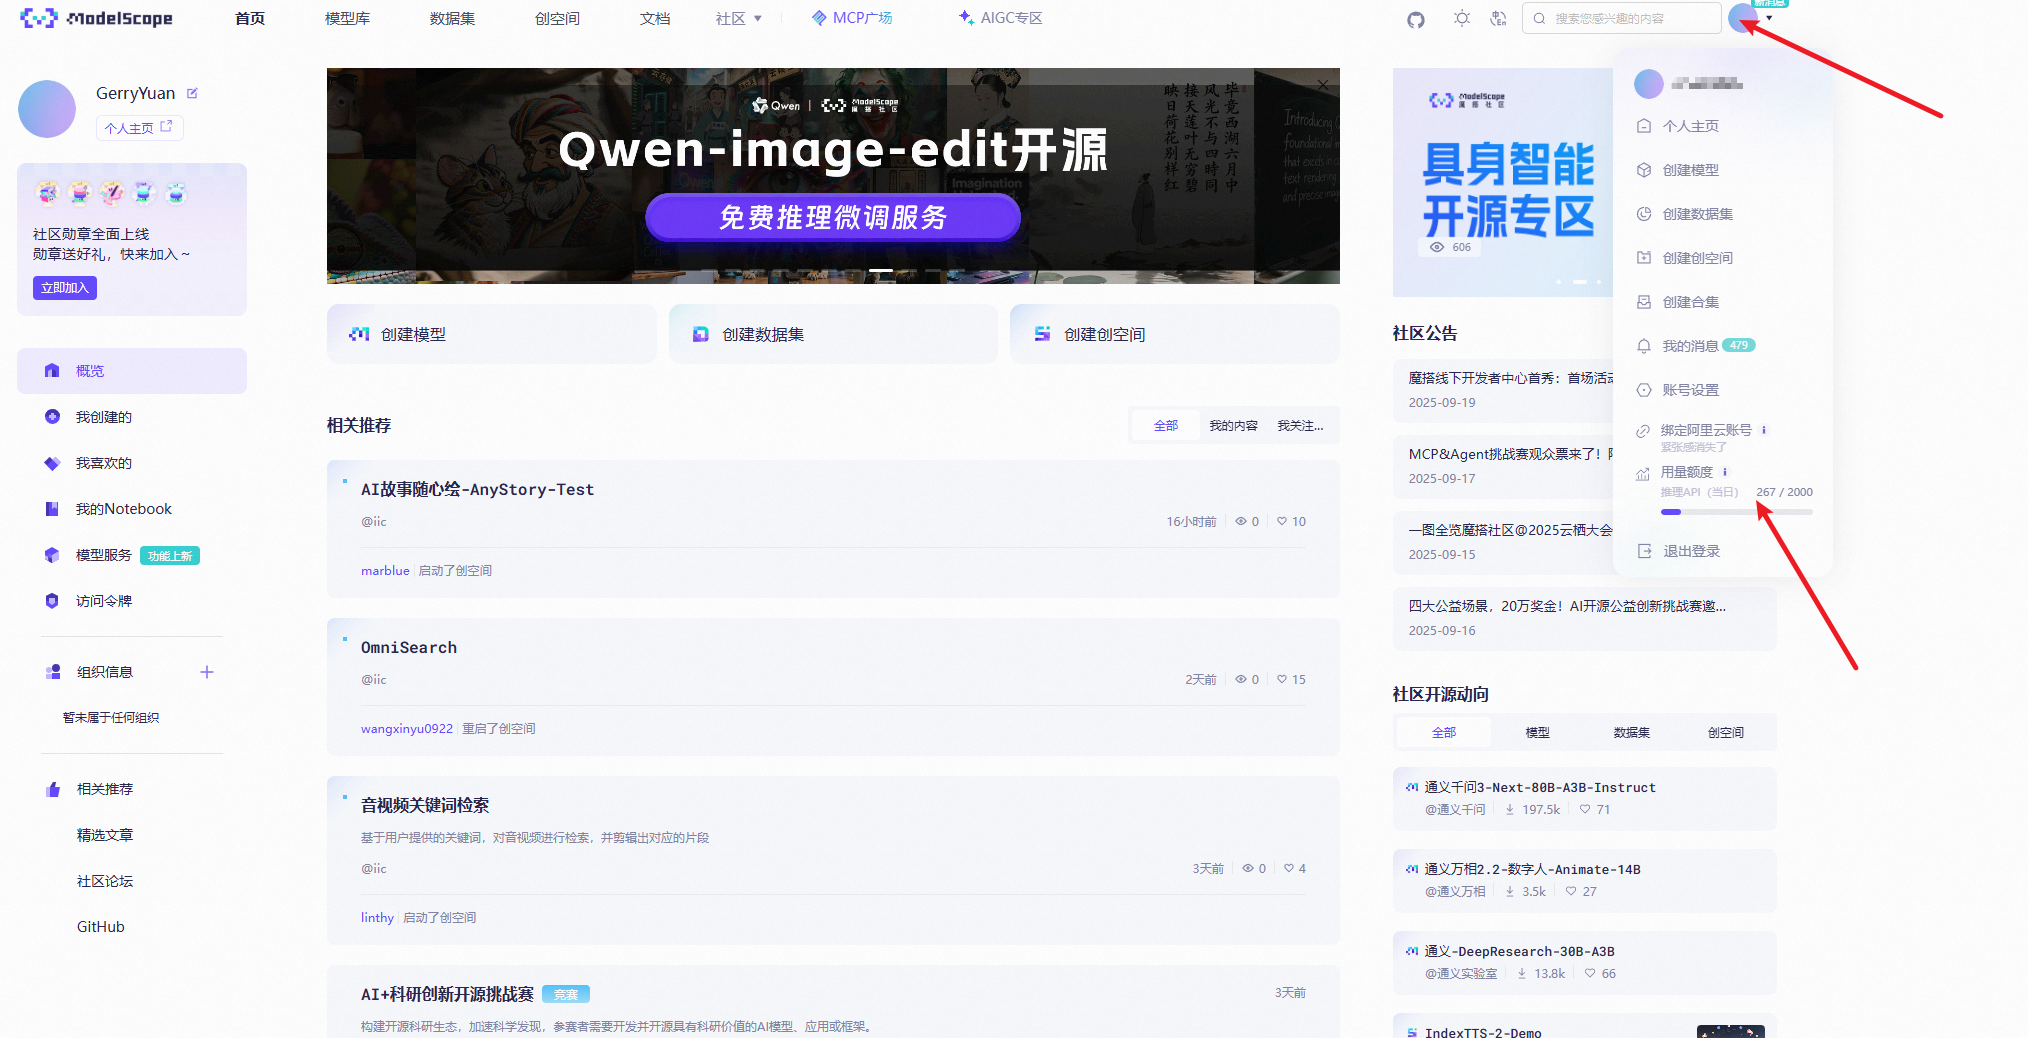 ModelScope
首页
模型库
数据集
创空间
文档
社区
MCP广场
AIGC专区
搜索您感兴趣的内容
新消息
GerryYuan
个人主页
社区勋章全面上线
勋章送好礼，快来加入～
立即加入
概览
我创建的
我喜欢的
我的Notebook
模型服务 功能上新
访问令牌
组织信息
暂未属于任何组织
相关推荐
精选文章
社区论坛
GitHub
Qwen | ModelScope 魔搭社区
Qwen-image-edit开源
免费推理微调服务
毕竟西湖六月中
风光不与四时同
接天莲叶无穷碧
映日荷花别样红
创建模型
创建数据集
创建创空间
相关推荐
全部 我的内容 我关注...
AI故事随心绘-AnyStory-Test
@iic
16小时前 0 10
marblue 启动了创空间
OmniSearch
@iic
2天前 0 15
wangxinyu0922 重启了创空间
音视频关键词检索
基于用户提供的关键词，对音视频进行检索，并剪辑出对应的片段
@iic
3天前 0 4
linthy 启动了创空间
AI+科研创新开源挑战赛 竞赛
3天前
构建开源科研生态，加速科学发现，参赛者需要开发并开源具有科研价值的AI模型、应用或框架。
ModelScope
魔搭社区
具身智能
开源专区
606
社区公告
魔搭线下开发者中心首秀：首场活动
2025-09-19
MCP&Agent挑战赛观众票来了！
2025-09-17
一图全览魔搭社区@2025云栖大会
2025-09-15
四大公益场景，20万奖金！AI开源公益创新挑战赛邀...
2025-09-16
社区开源动向
全部 模型 数据集 创空间
通义千问3-Next-80B-A3B-Instruct
@通义千问 197.5k 71
通义万相2.2-数字人-Animate-14B
@通义万相 3.5k 27
通义-DeepResearch-30B-A3B
@通义实验室 13.8k 66
IndexTTS-2-Demo
个人主页
创建模型
创建数据集
创建创空间
创建合集
我的消息 479
账号设置
绑定阿里云账号
紧张感消失了
用量额度
推理API（当日） 267 / 2000
退出登录